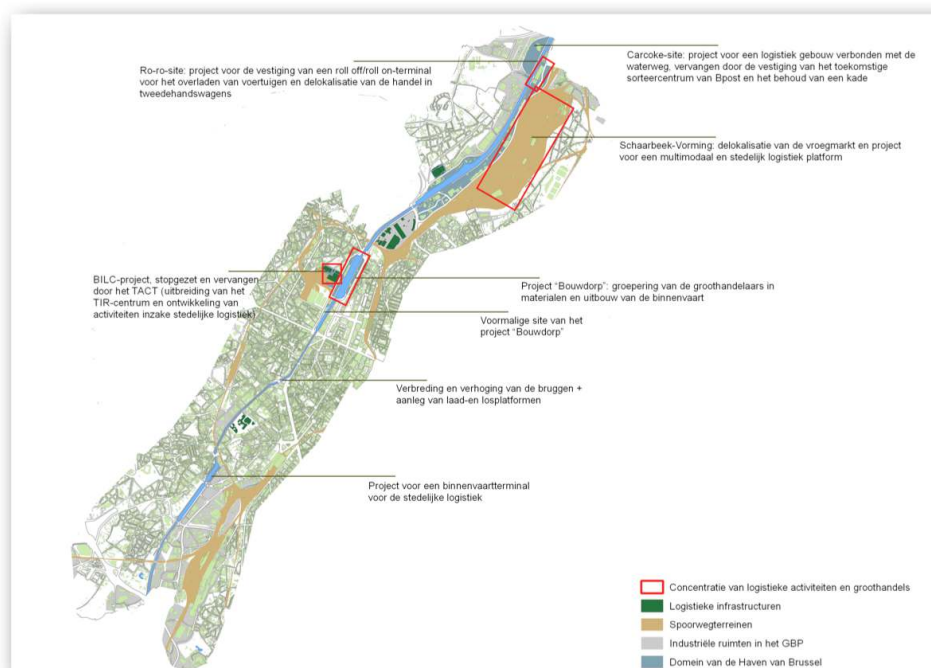 Ro-ro-site: project voor de vestiging van een roll off/roll on-terminal
voor het overladen van voertuigen en delokalisatie van de handel in
tweedehandswagens
Carcoke-site: project voor een logistiek gebouw verbonden met de
waterweg, vervangen door de vestiging van het toekomstige
sorteercentrum van Bpost en het behoud van een kade
Schaarbeek-Vorming: delokalisatie van de vroegmarkt en project
voor een multimodaal en stedelijk logistiek platform
BILC-project, stopgezet en vervangen
door het TACT (uitbreiding van het
TIR-centrum en ontwikkeling van
activiteiten inzake stedelijke logistiek)
Project "Bouwdorp": groepering van de groothandelaars in
materialen en uitbouw van de binnenvaart
Voormalige site van het
project "Bouwdorp"
Verbreding en verhoging van de bruggen +
aanleg van laad-en losplatformen
Project voor een binnenvaartterminal
voor de stedelijke logistiek
Concentratie van logistieke activiteiten en groothandels
Logistieke infrastructuren
Spoorwegterreinen
Industriële ruimten in het GBP
Domein van de Haven van Brussel